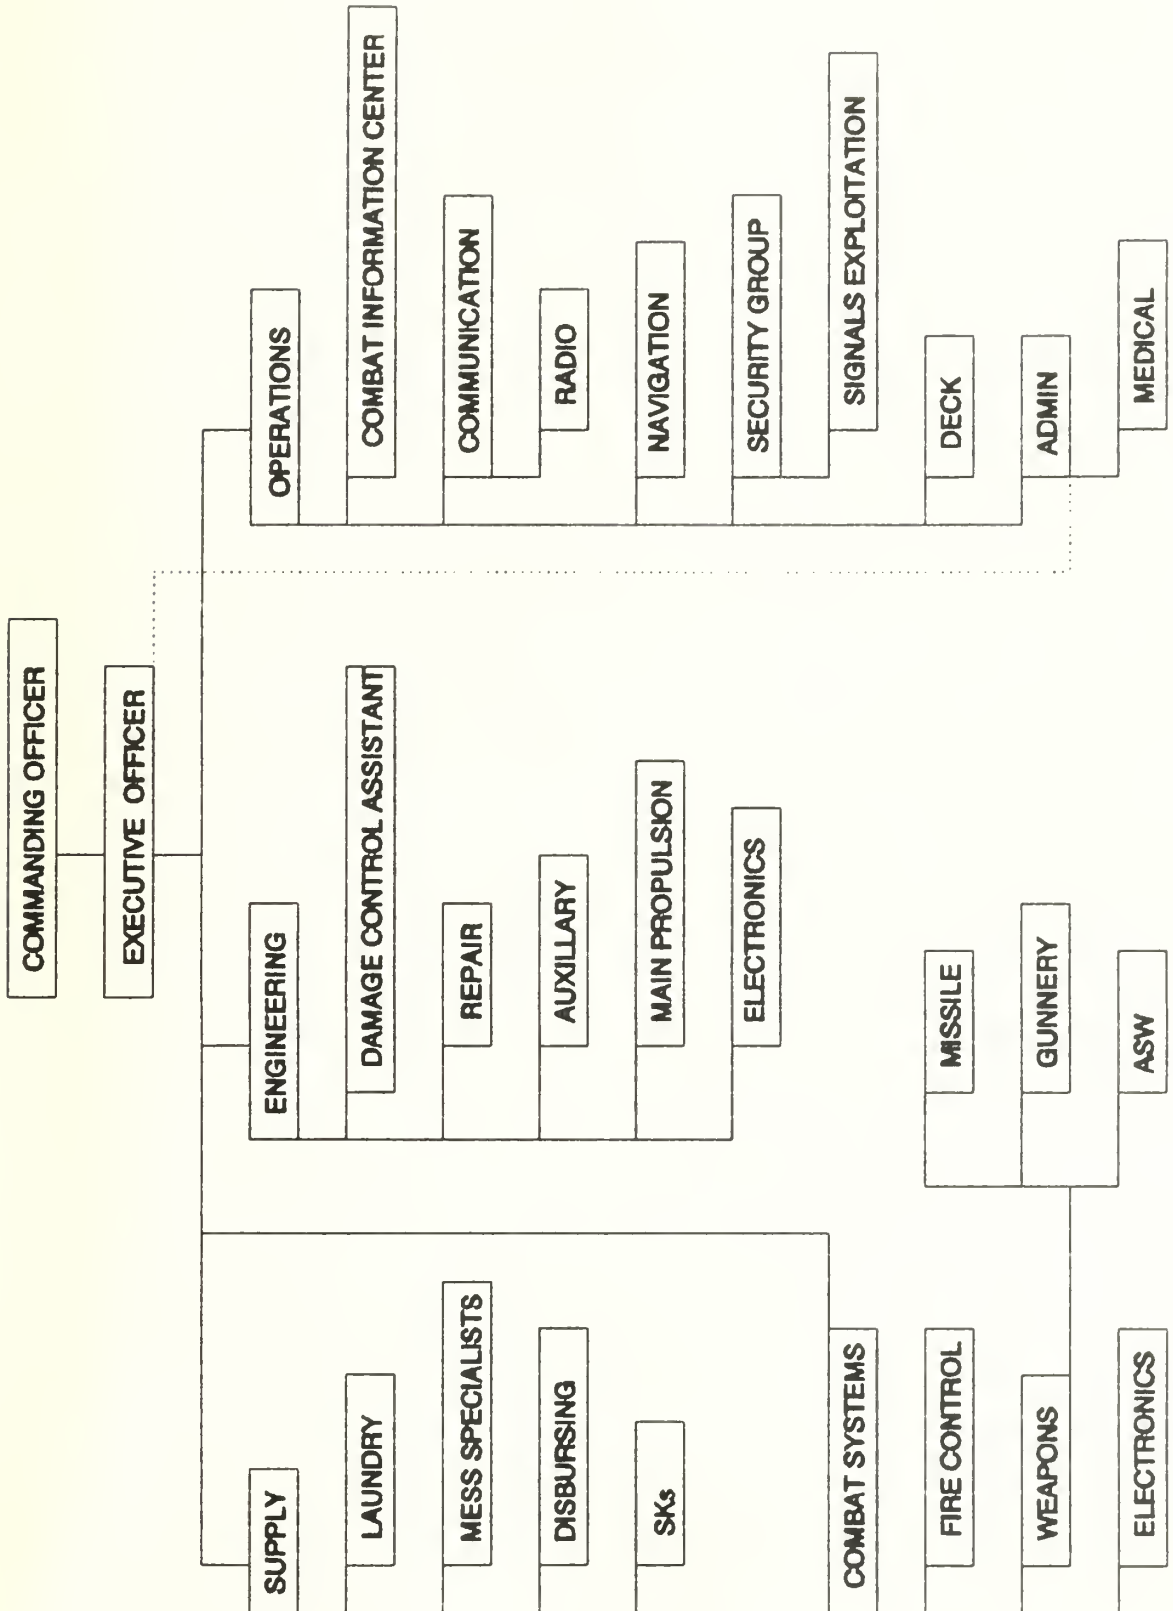 COMMANDING OFFICER
EXECUTIVE OFFICER
SUPPLY
LAUNDRY
MESS SPECIALISTS
DISBURSING
SKs
COMBAT SYSTEMS
FIRE CONTROL
WEAPONS
ELECTRONICS
MISSILE
GUNNERY
ASW
ENGINEERING
DAMAGE CONTROL ASSISTANT
REPAIR
AUXILLARY
MAIN PROPULSION
ELECTRONICS
OPERATIONS
COMBAT INFORMATION CENTER
COMMUNICATION
RADIO
NAVIGATION
SECURITY GROUP
SIGNALS EXPLOITATION
DECK
ADMIN
MEDICAL